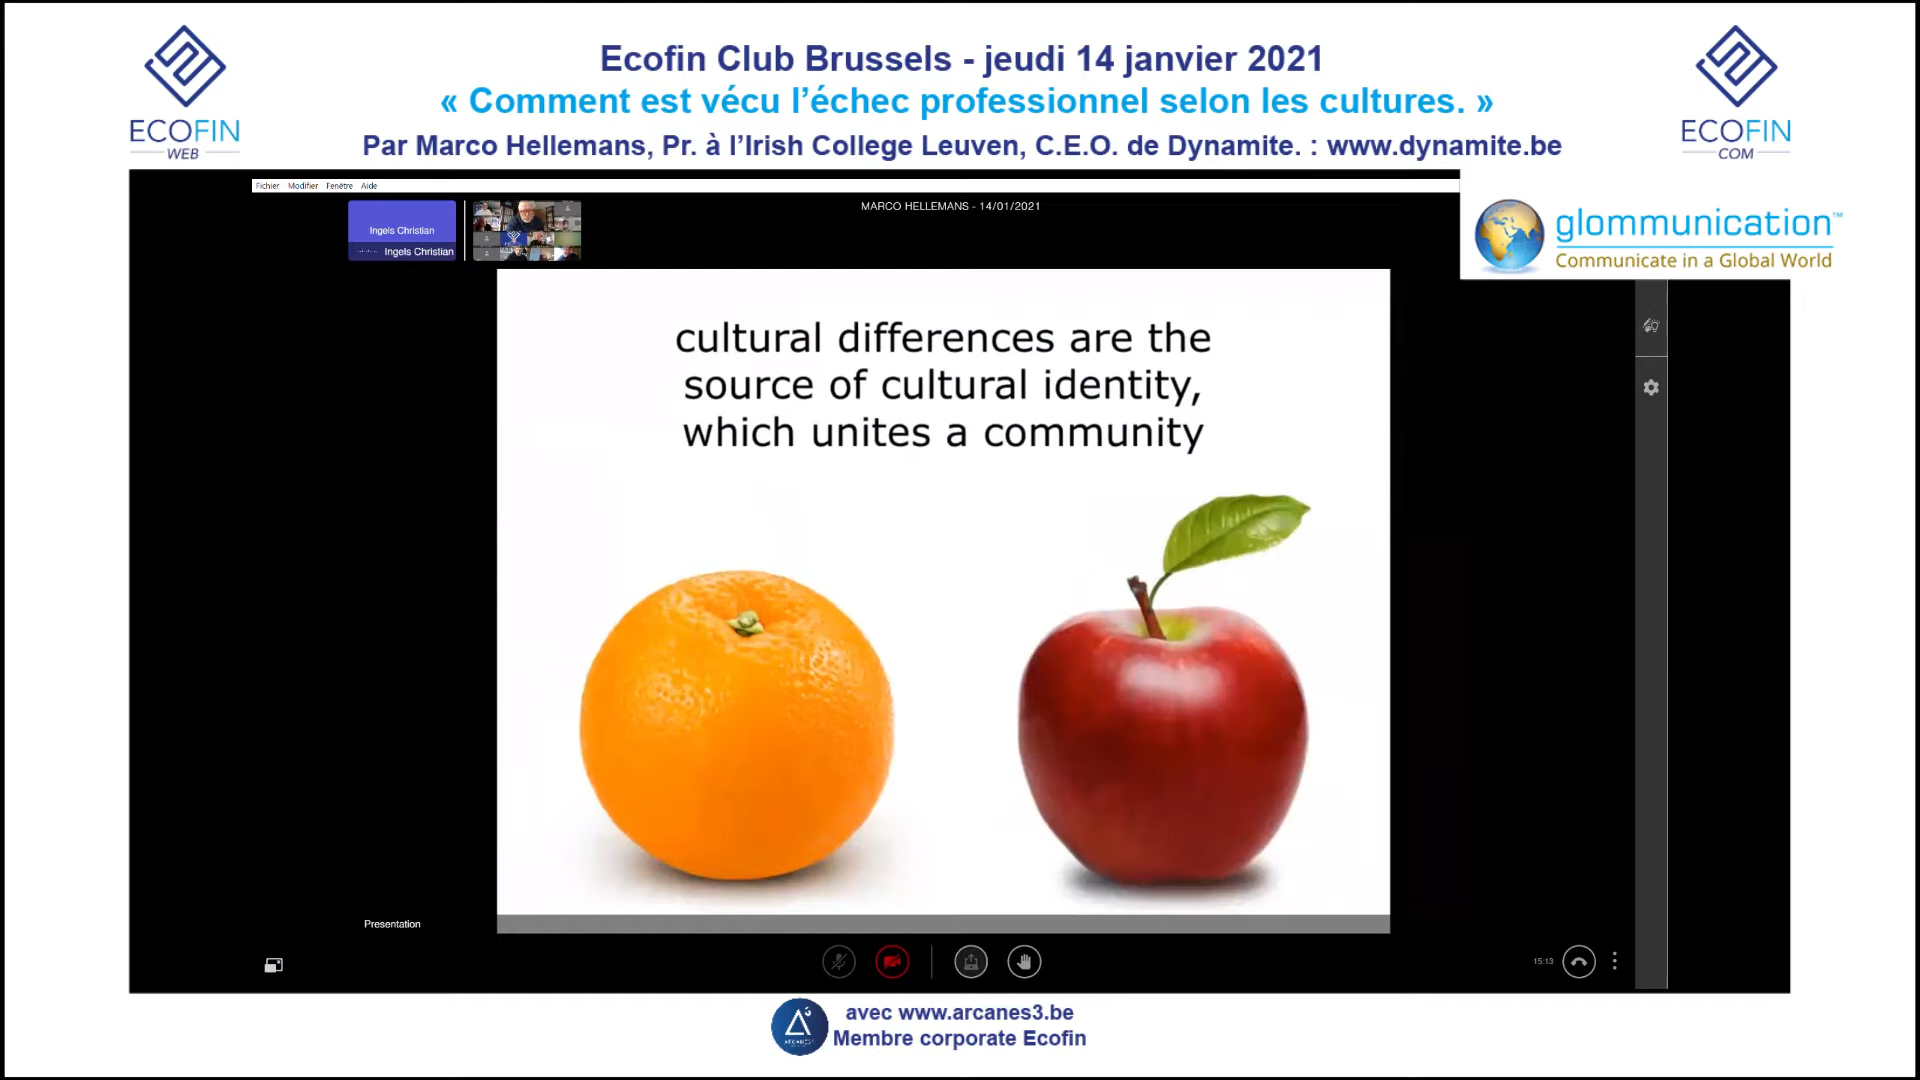 Ecofin Club Brussels - jeudi 14 janvier 2021
« Comment est vécu l’échec professionnel selon les cultures. »
Par Marco Hellemans, Pr. à l’Irish College Leuven, C.E.O. de Dynamite. : www.dynamite.be
ECOFIN
WEB
ECOFIN
COM
Fichier Modifier Fenêtre Aide
MARCO HELLEMANS - 14/01/2021
Ingels Christian
Ingels Christian
glommunication™
Communicate in a Global World
cultural differences are the
source of cultural identity,
which unites a community
Presentation
15:13
avec www.arcanes3.be
Membre corporate Ecofin